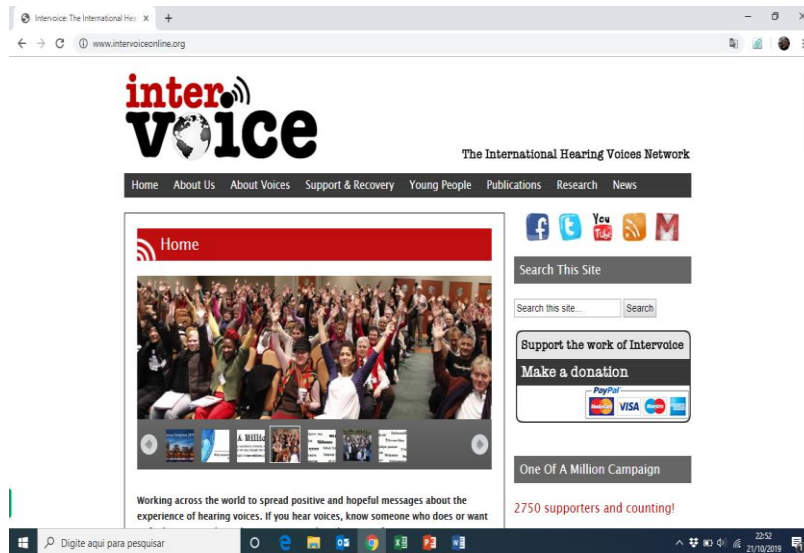 Intervoice: The International Hea
www.intervoiceonline.org
inter
voice
The International Hearing Voices Network
Home About Us About Voices Support & Recovery Young People Publications Research News
Home
You
Tube
Search This Site
Search this site...
Search
Support the work of Intervoice
Make a donation
PayPal
MasterCard VISA
One Of A Million Campaign
2750 supporters and counting!
Working across the world to spread positive and hopeful messages about the
experience of hearing voices. If you hear voices, know someone who does or want
Digite aqui para pesquisar
22:52
21/10/2019